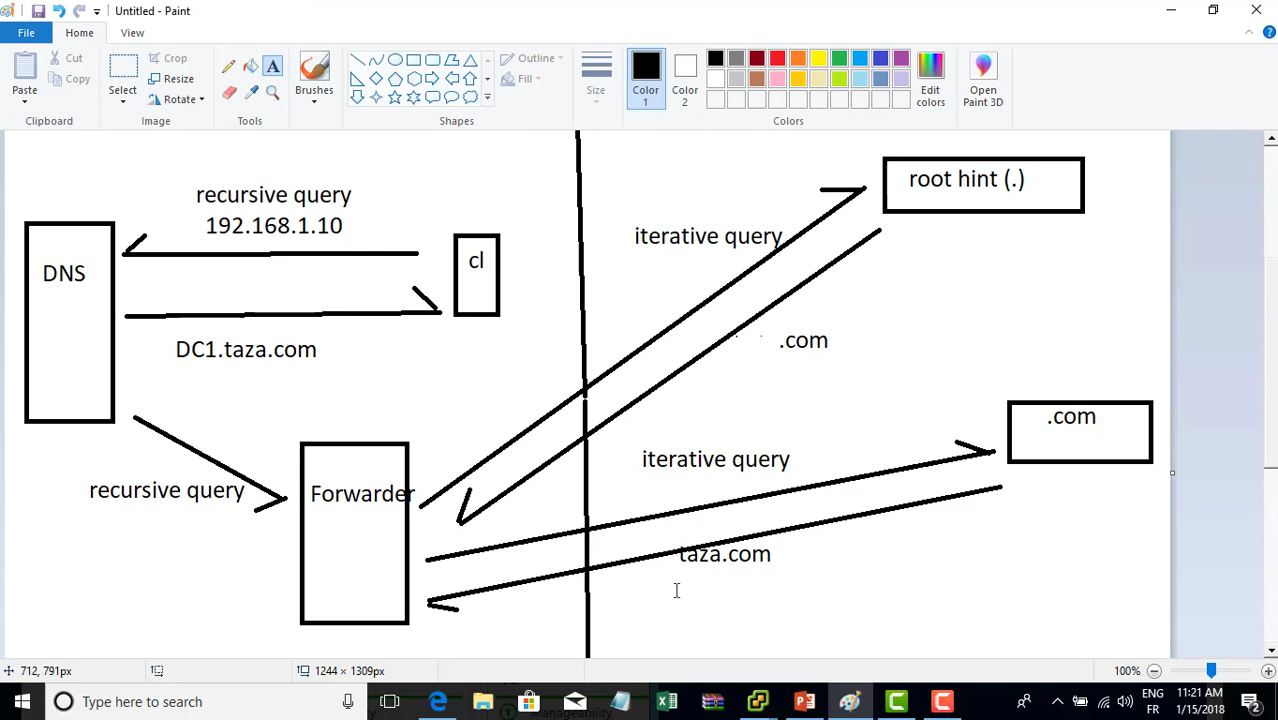 Untitled - Paint
File
Home
View
Paste
Cut
Copy
Clipboard
Select
Crop
Resize
Rotate
Image
A
Tools
Brushes
Shapes
Outline
Fill
Size
Color
1
Color
2
Colors
Edit
colors
Open
Paint 3D
recursive query
192.168.1.10
DNS
cl
DC1.taza.com
recursive query
Forwarder
root hint (.)
iterative query
.com
.com
iterative query
taza.com
712, 791px
1244 × 1309px
100%
Type here to search
Manageability
ENG
FR
11:21 AM
1/15/2018
2